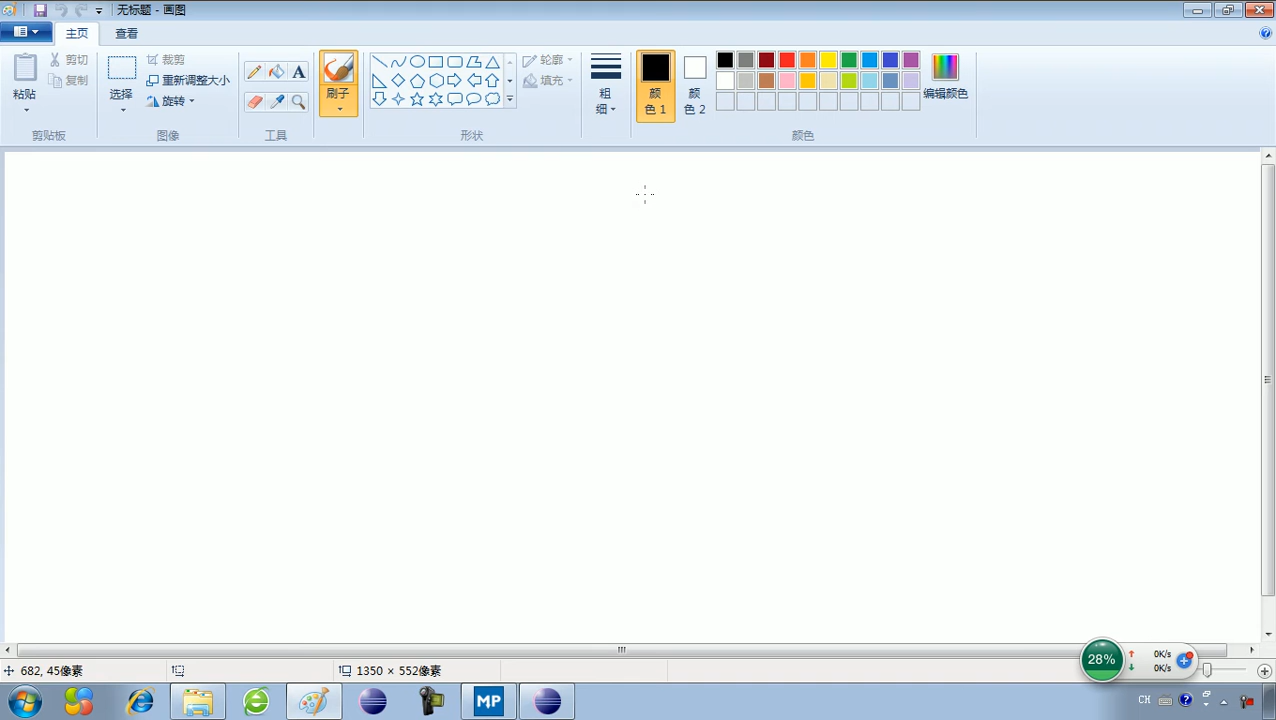 无标题 - 画图
主页
查看
粘贴
剪切
复制
剪贴板
选择
裁剪
重新调整大小
旋转
图像
A
工具
刷子
轮廓
填充
形状
粗
细
颜
色 1
颜
色 2
编辑颜色
颜色
682, 45像素
1350 × 552像素
28%
0K/s
0K/s
MP
CH